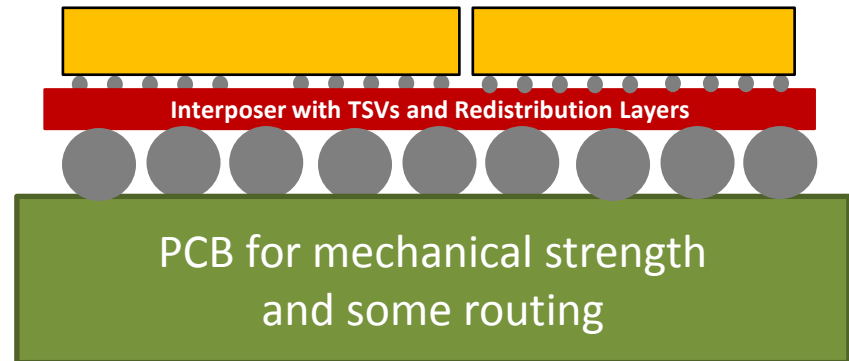 Interposer with TSVs and Redistribution Layers
PCB for mechanical strength
and some routing